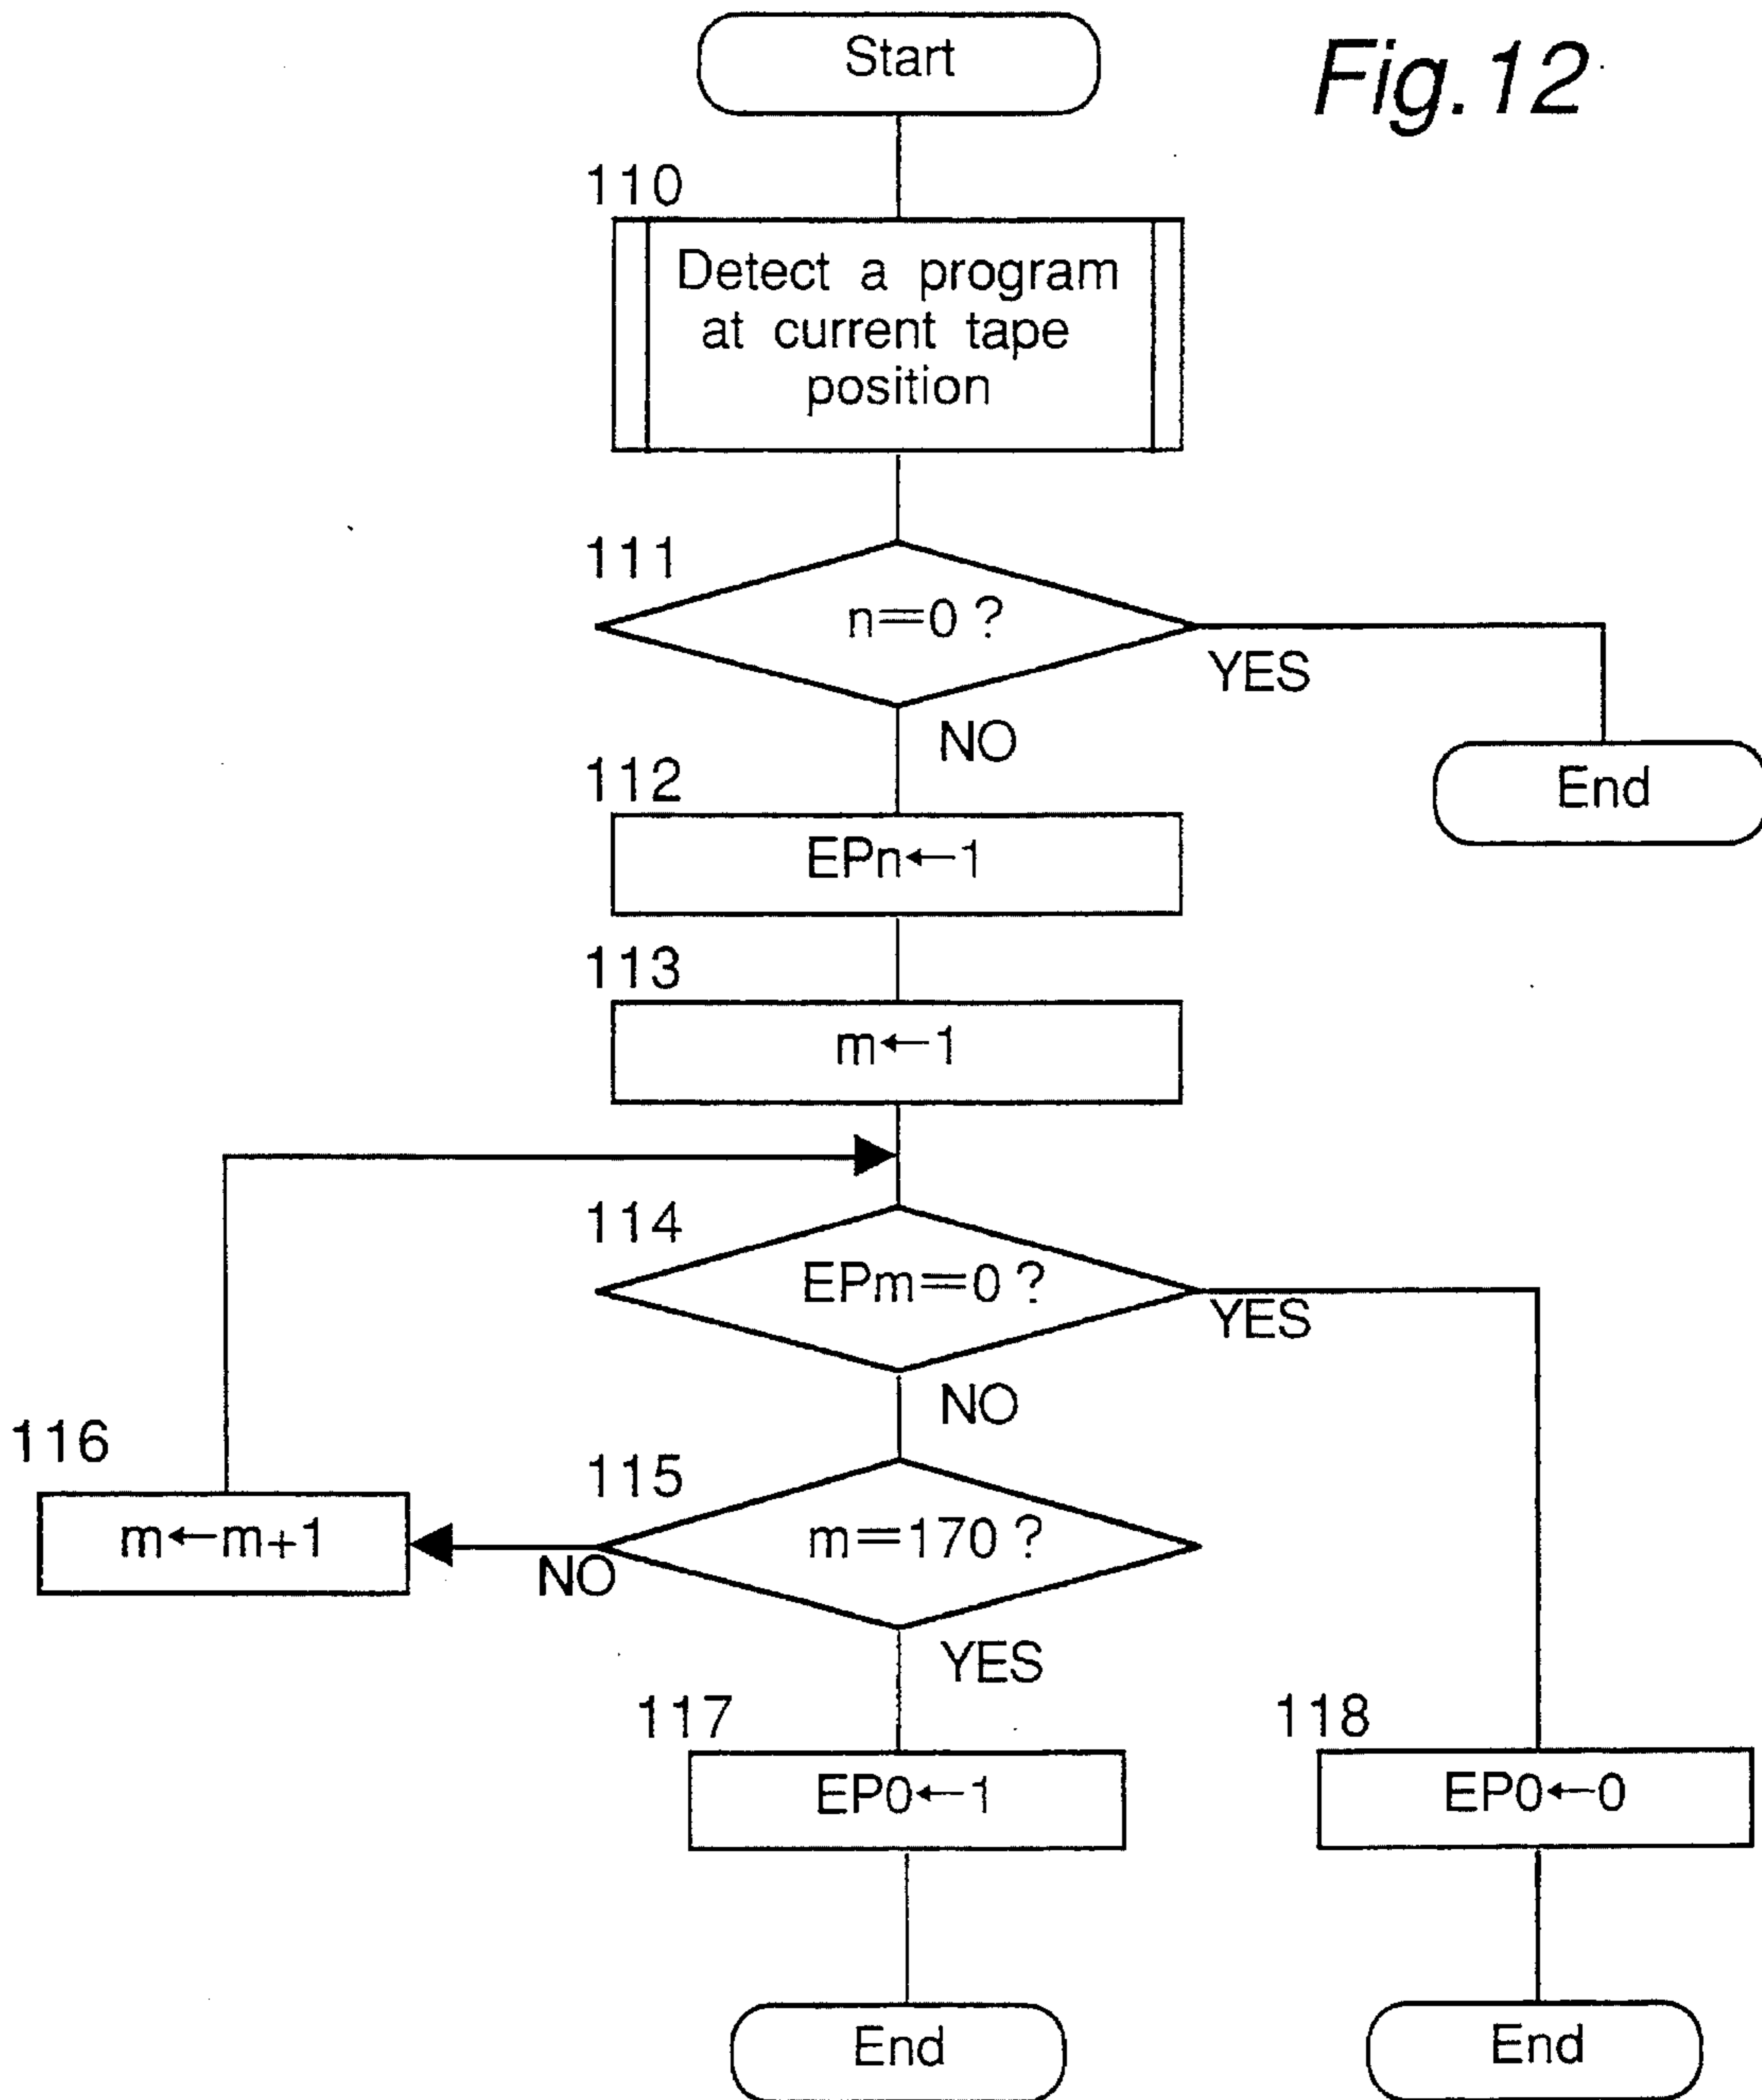 Start
Fig.12
110
Detect a program
at current tape
position
111
n=0 ?
YES
NO
End
112
EPn←1
113
m←1
114
EPm=0 ?
YES
NO
116
m←m+1
115
m=170 ?
NO
YES
117
EP0←1
118
EP0←0
End
End